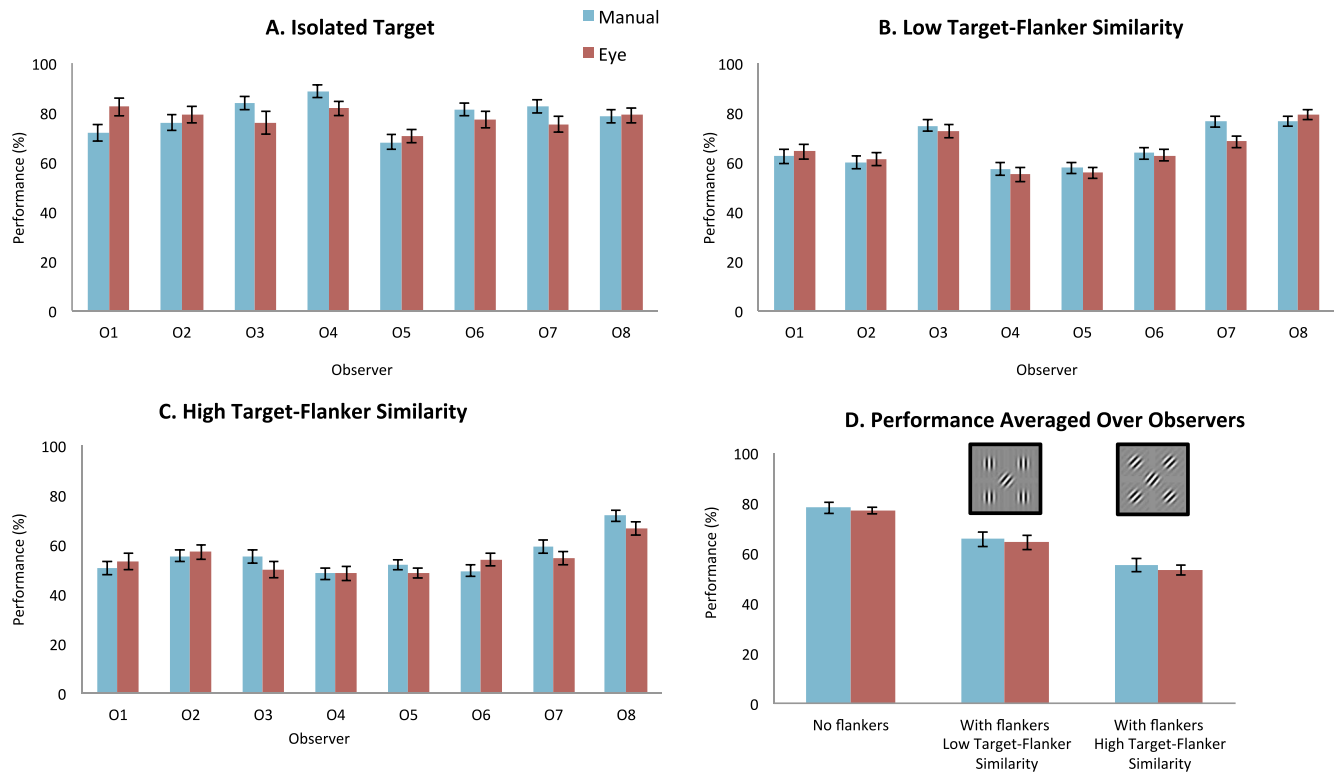 A. Isolated Target
Manual
Eye
Performance (%)
100
80
60
40
20
0
O1 O2 O3 O4 O5 O6 O7 O8
Observer
B. Low Target-Flanker Similarity
Performance (%)
100
80
60
40
20
0
O1 O2 O3 O4 O5 O6 O7 O8
Observer
C. High Target-Flanker Similarity
Performance (%)
100
80
60
40
20
0
O1 O2 O3 O4 O5 O6 O7 O8
Observer
D. Performance Averaged Over Observers
Performance (%)
100
80
60
40
20
0
No flankers
With flankers
Low Target-Flanker
Similarity
With flankers
High Target-Flanker
Similarity